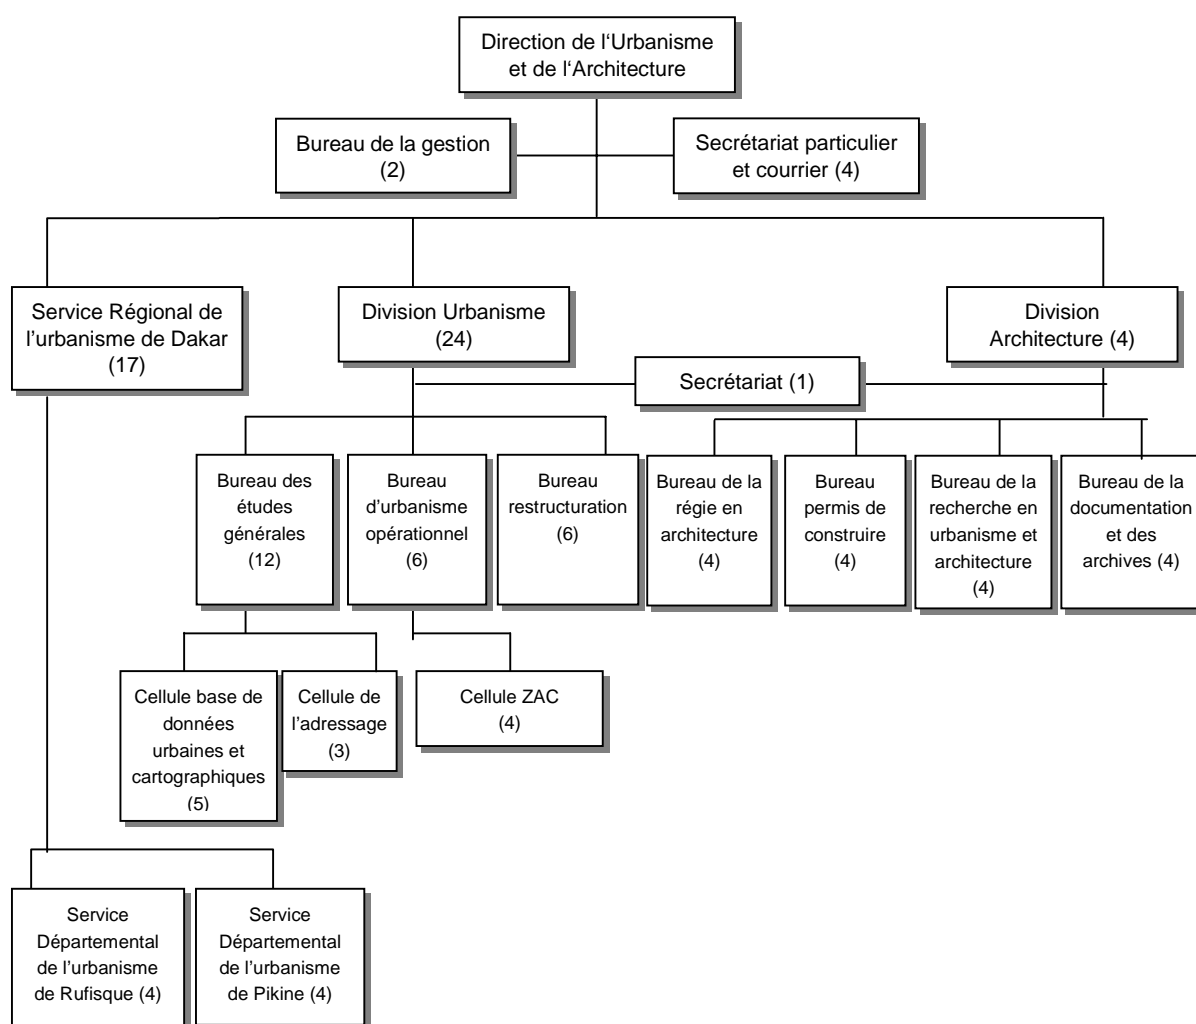 Direction de l‘Urbanisme
et de l‘Architecture
Bureau de la gestion
(2)
Secrétariat particulier
et courrier (4)
Service Régional de
l’urbanisme de Dakar
(17)
Division Urbanisme
(24)
Division
Architecture (4)
Secrétariat (1)
Bureau des
études
générales
(12)
Bureau
d’urbanisme
opérationnel
(6)
Bureau
restructuration
(6)
Bureau de la
régie en
architecture
(4)
Bureau
permis de
construire
(4)
Bureau de la
recherche en
urbanisme et
architecture
(4)
Bureau de la
documentation
et des
archives (4)
Cellule base de
données
urbaines et
cartographiques
(5)
Cellule de
l’adressage
(3)
Cellule ZAC
(4)
Service
Départemental
de l’urbanisme
de Rufisque (4)
Service
Départemental
de l’urbanisme
de Pikine (4)